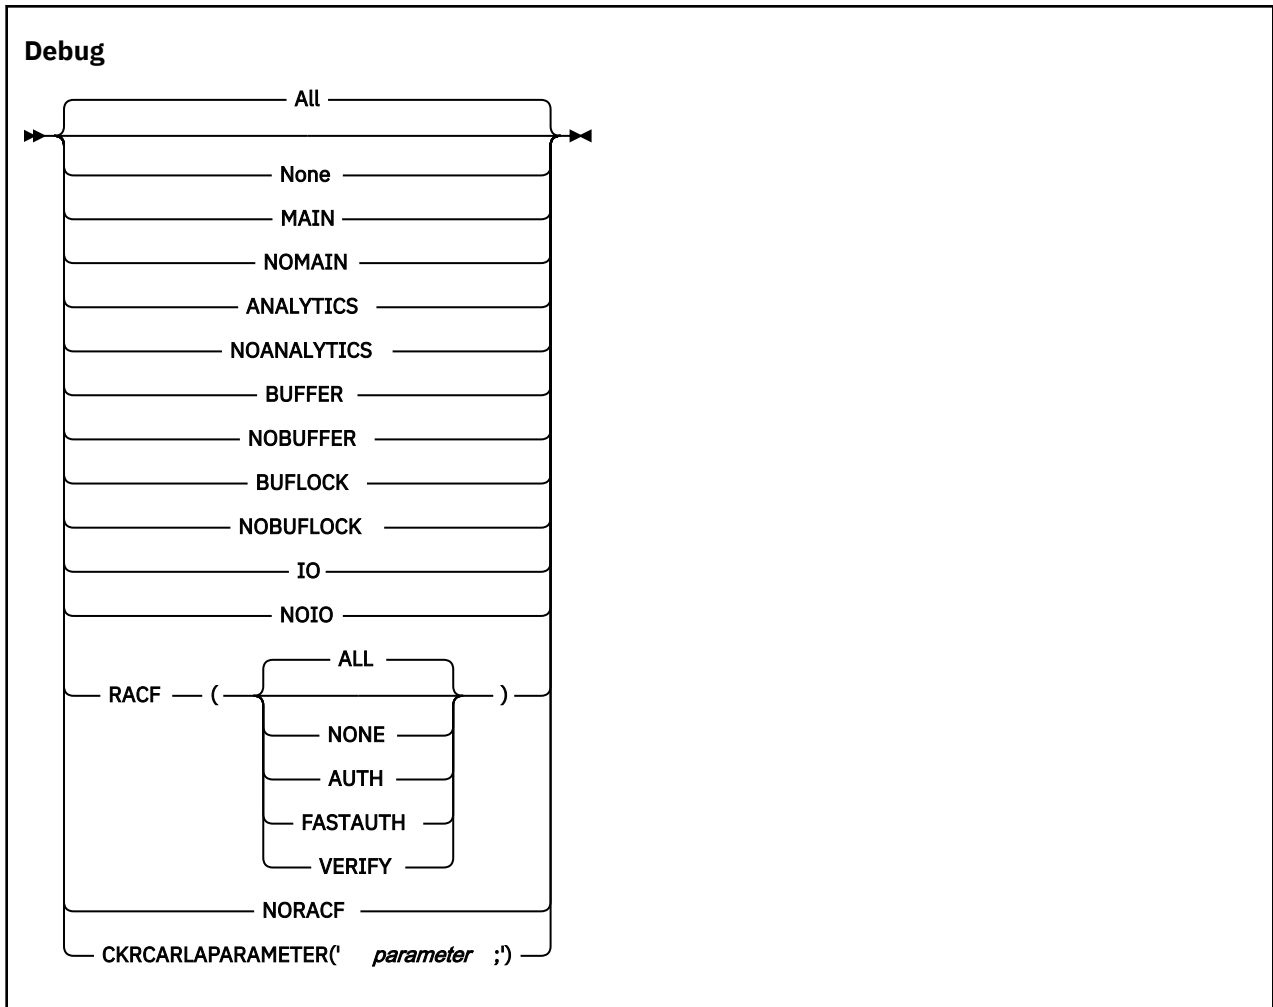 Debug
All
None
MAIN
NOMAIN
ANALYTICS
NOANALYTICS
BUFFER
NOBUFFER
BUFLOCK
NOBUFLOCK
IO
NOIO
ALL
RACF ( )
NONE
AUTH
FASTAUTH
VERIFY
NORACF
CKRCARLAPARAMETER(' parameter ;')